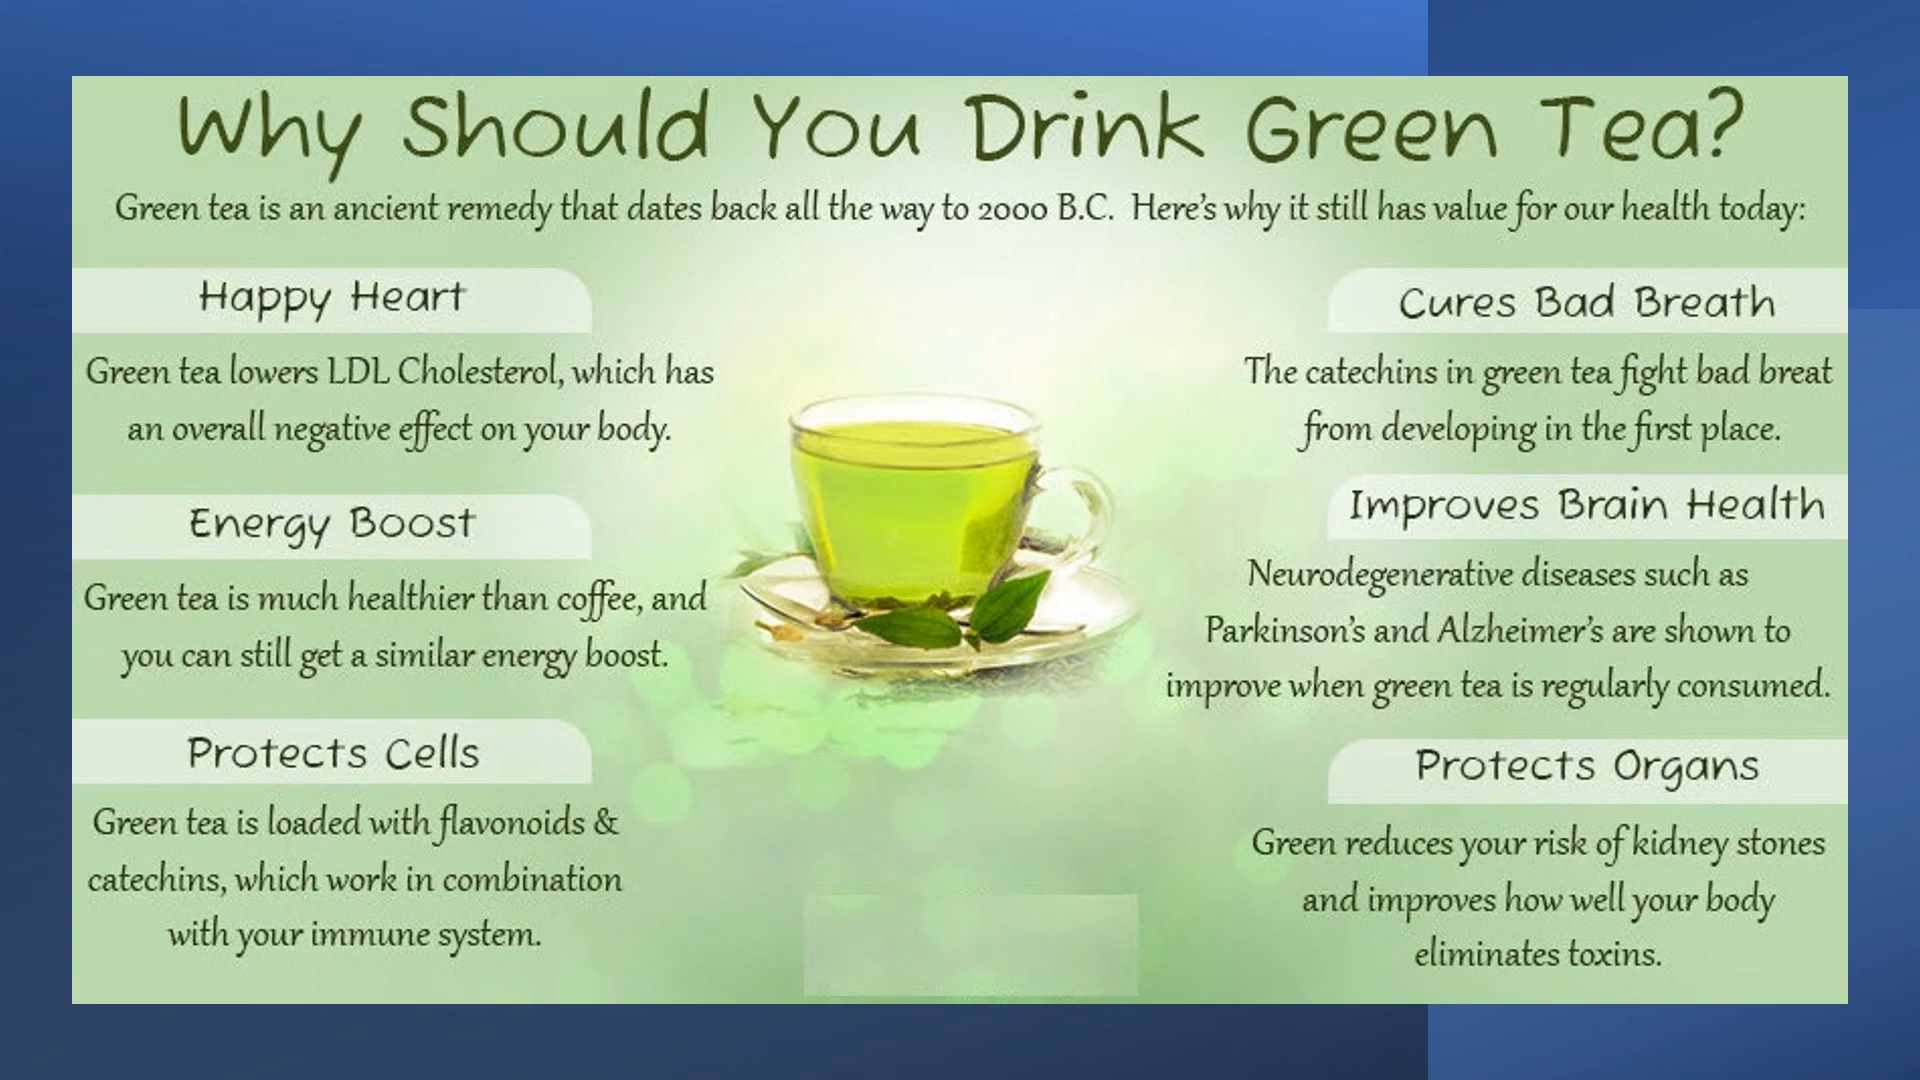 Why Should You Drink Green Tea?
Green tea is an ancient remedy that dates back all the way to 2000 B.C. Here's why it still has value for our health today:
Happy Heart
Green tea lowers LDL Cholesterol, which has
an overall negative effect on your body.
Energy Boost
Green tea is much healthier than coffee, and
you can still get a similar energy boost.
Protects Cells
Green tea is loaded with flavonoids &
catechins, which work in combination
with your immune system.
Cures Bad Breath
The catechins in green tea fight bad breat
from developing in the first place.
Improves Brain Health
Neurodegenerative diseases such as
Parkinson's and Alzheimer's are shown to
improve when green tea is regularly consumed.
Protects Organs
Green reduces your risk of kidney stones
and improves how well your body
eliminates toxins.